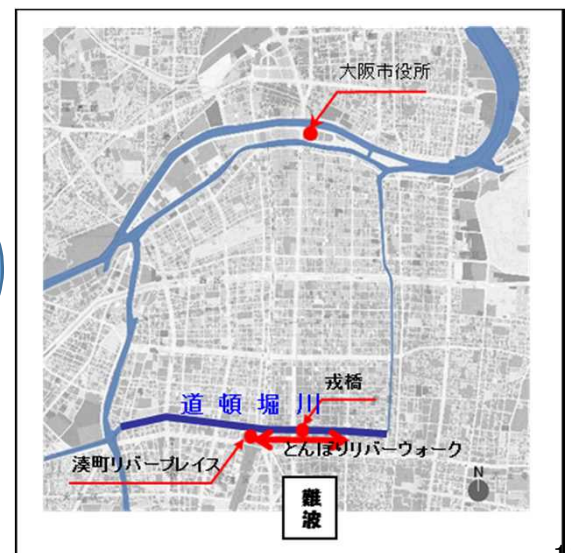 大阪市役所
戎橋
道頓堀川
とんぼりリバーウォーク
湊町リバープレイス
N
難波